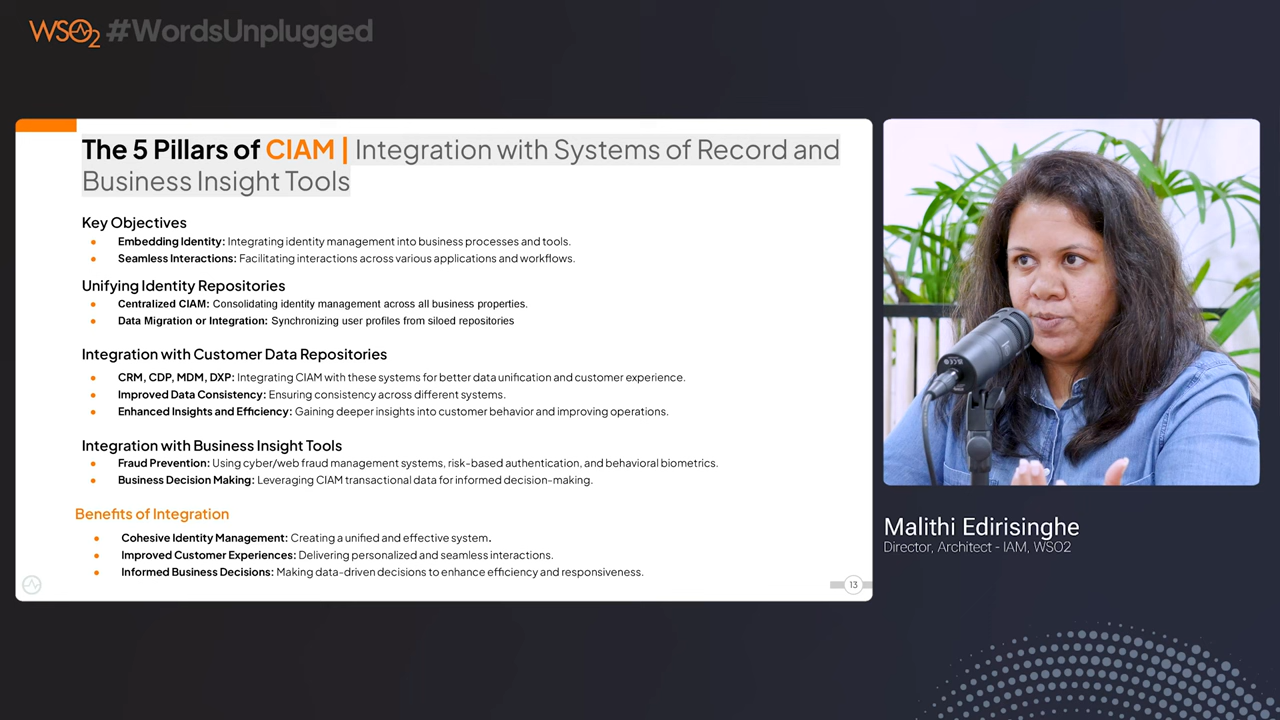 WSO2 #WordsUnplugged
The 5 Pillars of CIAM | Integration with Systems of Record and
Business Insight Tools
Key Objectives
● Embedding Identity: Integrating identity management into business processes and tools.
● Seamless Interactions: Facilitating interactions across various applications and workflows.
Unifying Identity Repositories
● Centralized CIAM: Consolidating identity management across all business properties.
● Data Migration or Integration: Synchronizing user profiles from siloed repositories
Integration with Customer Data Repositories
● CRM, CDP, MDM, DXP: Integrating CIAM with these systems for better data unification and customer experience.
● Improved Data Consistency: Ensuring consistency across different systems.
● Enhanced Insights and Efficiency: Gaining deeper insights into customer behavior and improving operations.
Integration with Business Insight Tools
● Fraud Prevention: Using cyber/web fraud management systems, risk-based authentication, and behavioral biometrics.
● Business Decision Making: Leveraging CIAM transactional data for informed decision-making.
Benefits of Integration
● Cohesive Identity Management: Creating a unified and effective system.
● Improved Customer Experiences: Delivering personalized and seamless interactions.
● Informed Business Decisions: Making data-driven decisions to enhance efficiency and responsiveness.
13
Malithi Edirisinghe
Director, Architect - IAM, WSO2